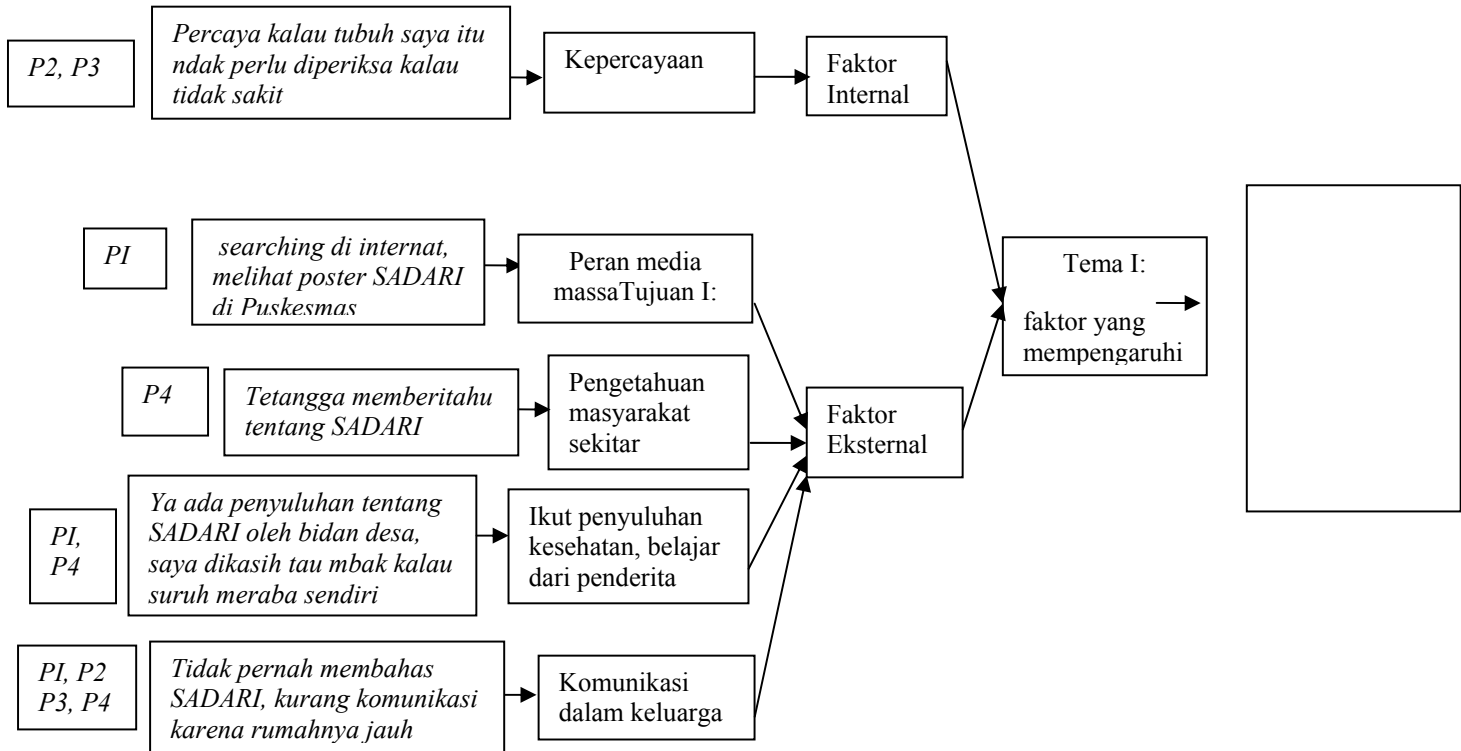 P2, P3
Percaya kalau tubuh saya itu
ndak perlu diperiksa kalau
tidak sakit
Kepercayaan
Faktor
Internal
PI
searching di internat,
melihat poster SADARI
di Puskesmas
Peran media
massaTujuan I:
P4
Tetangga memberitahu
tentang SADARI
Pengetahuan
masyarakat
sekitar
Faktor
Eksternal
Tema I:
faktor yang
mempengaruhi
PI,
P4
Ya ada penyuluhan tentang
SADARI oleh bidan desa,
saya dikasih tau mbak kalau
suruh meraba sendiri
Ikut penyuluhan
kesehatan, belajar
dari penderita
PI, P2
P3, P4
Tidak pernah membahas
SADARI, kurang komunikasi
karena rumahnya jauh
Komunikasi
dalam keluarga